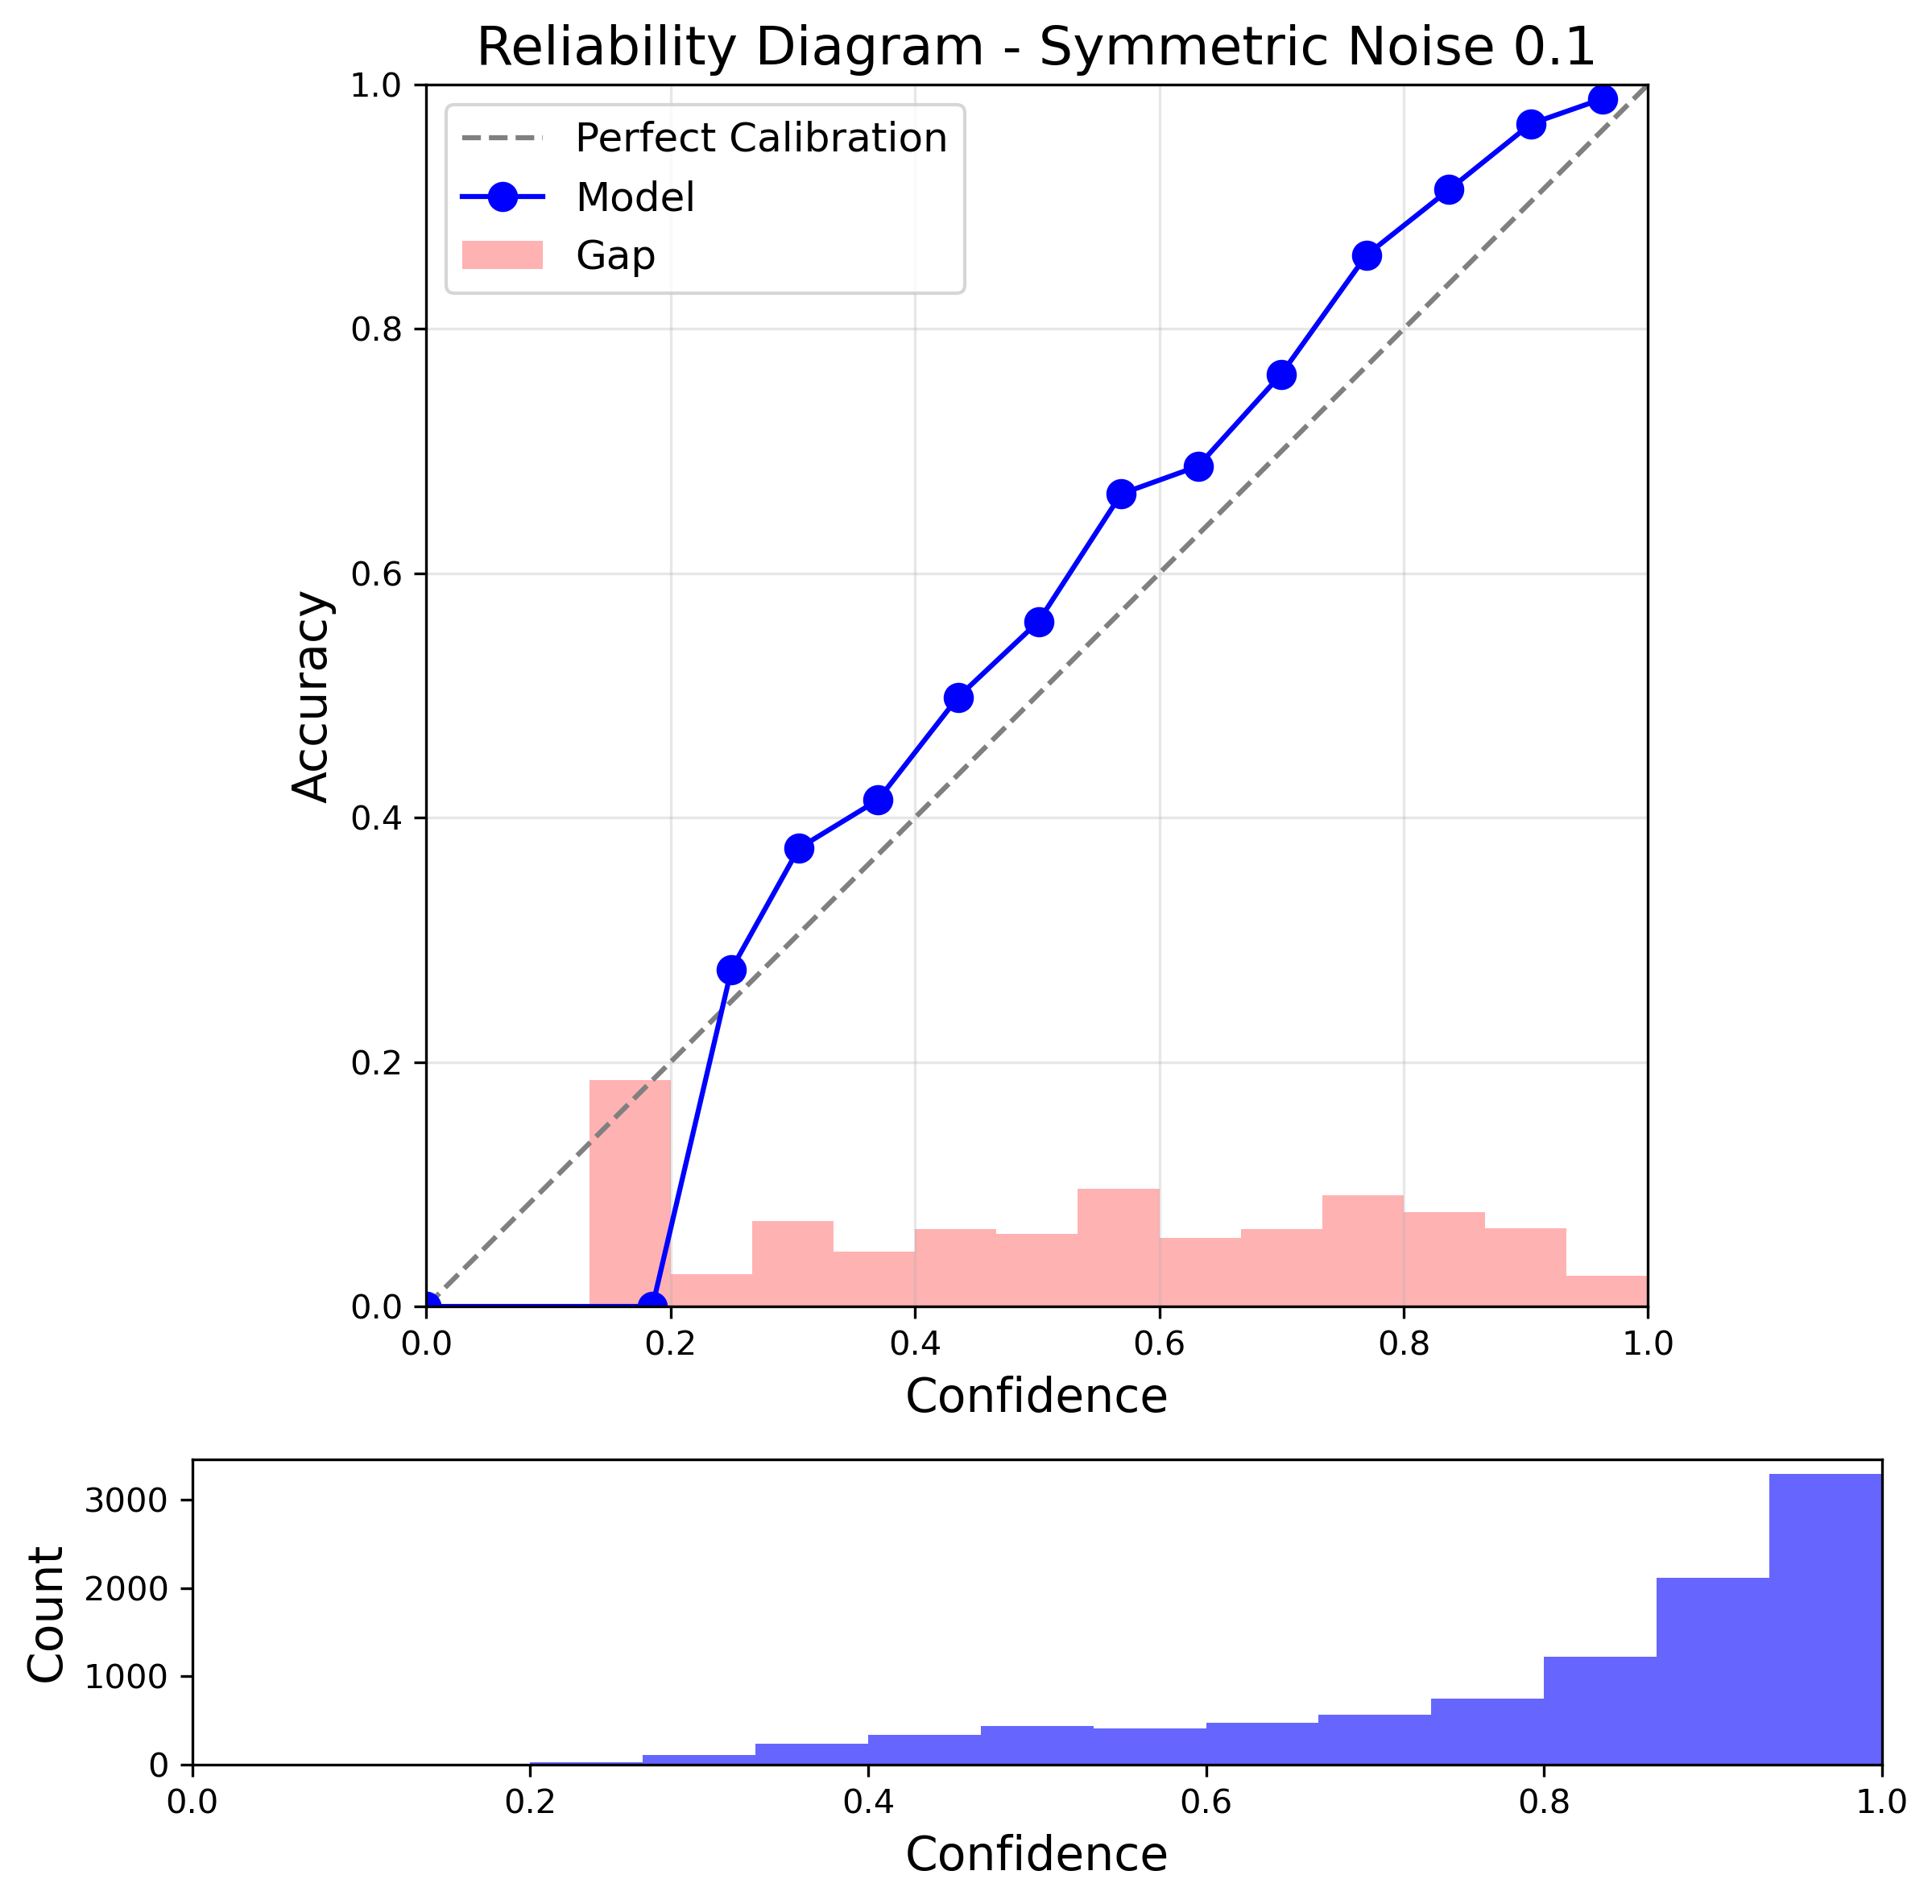 Reliability Diagram - Symmetric Noise 0.1
Perfect Calibration
Model
Gap
Accuracy
1.0
0.8
0.6
0.4
0.2
0.0
0.0 0.2 0.4 0.6 0.8 1.0
Confidence
Count
3000
2000
1000
0
0.0 0.2 0.4 0.6 0.8 1.0
Confidence